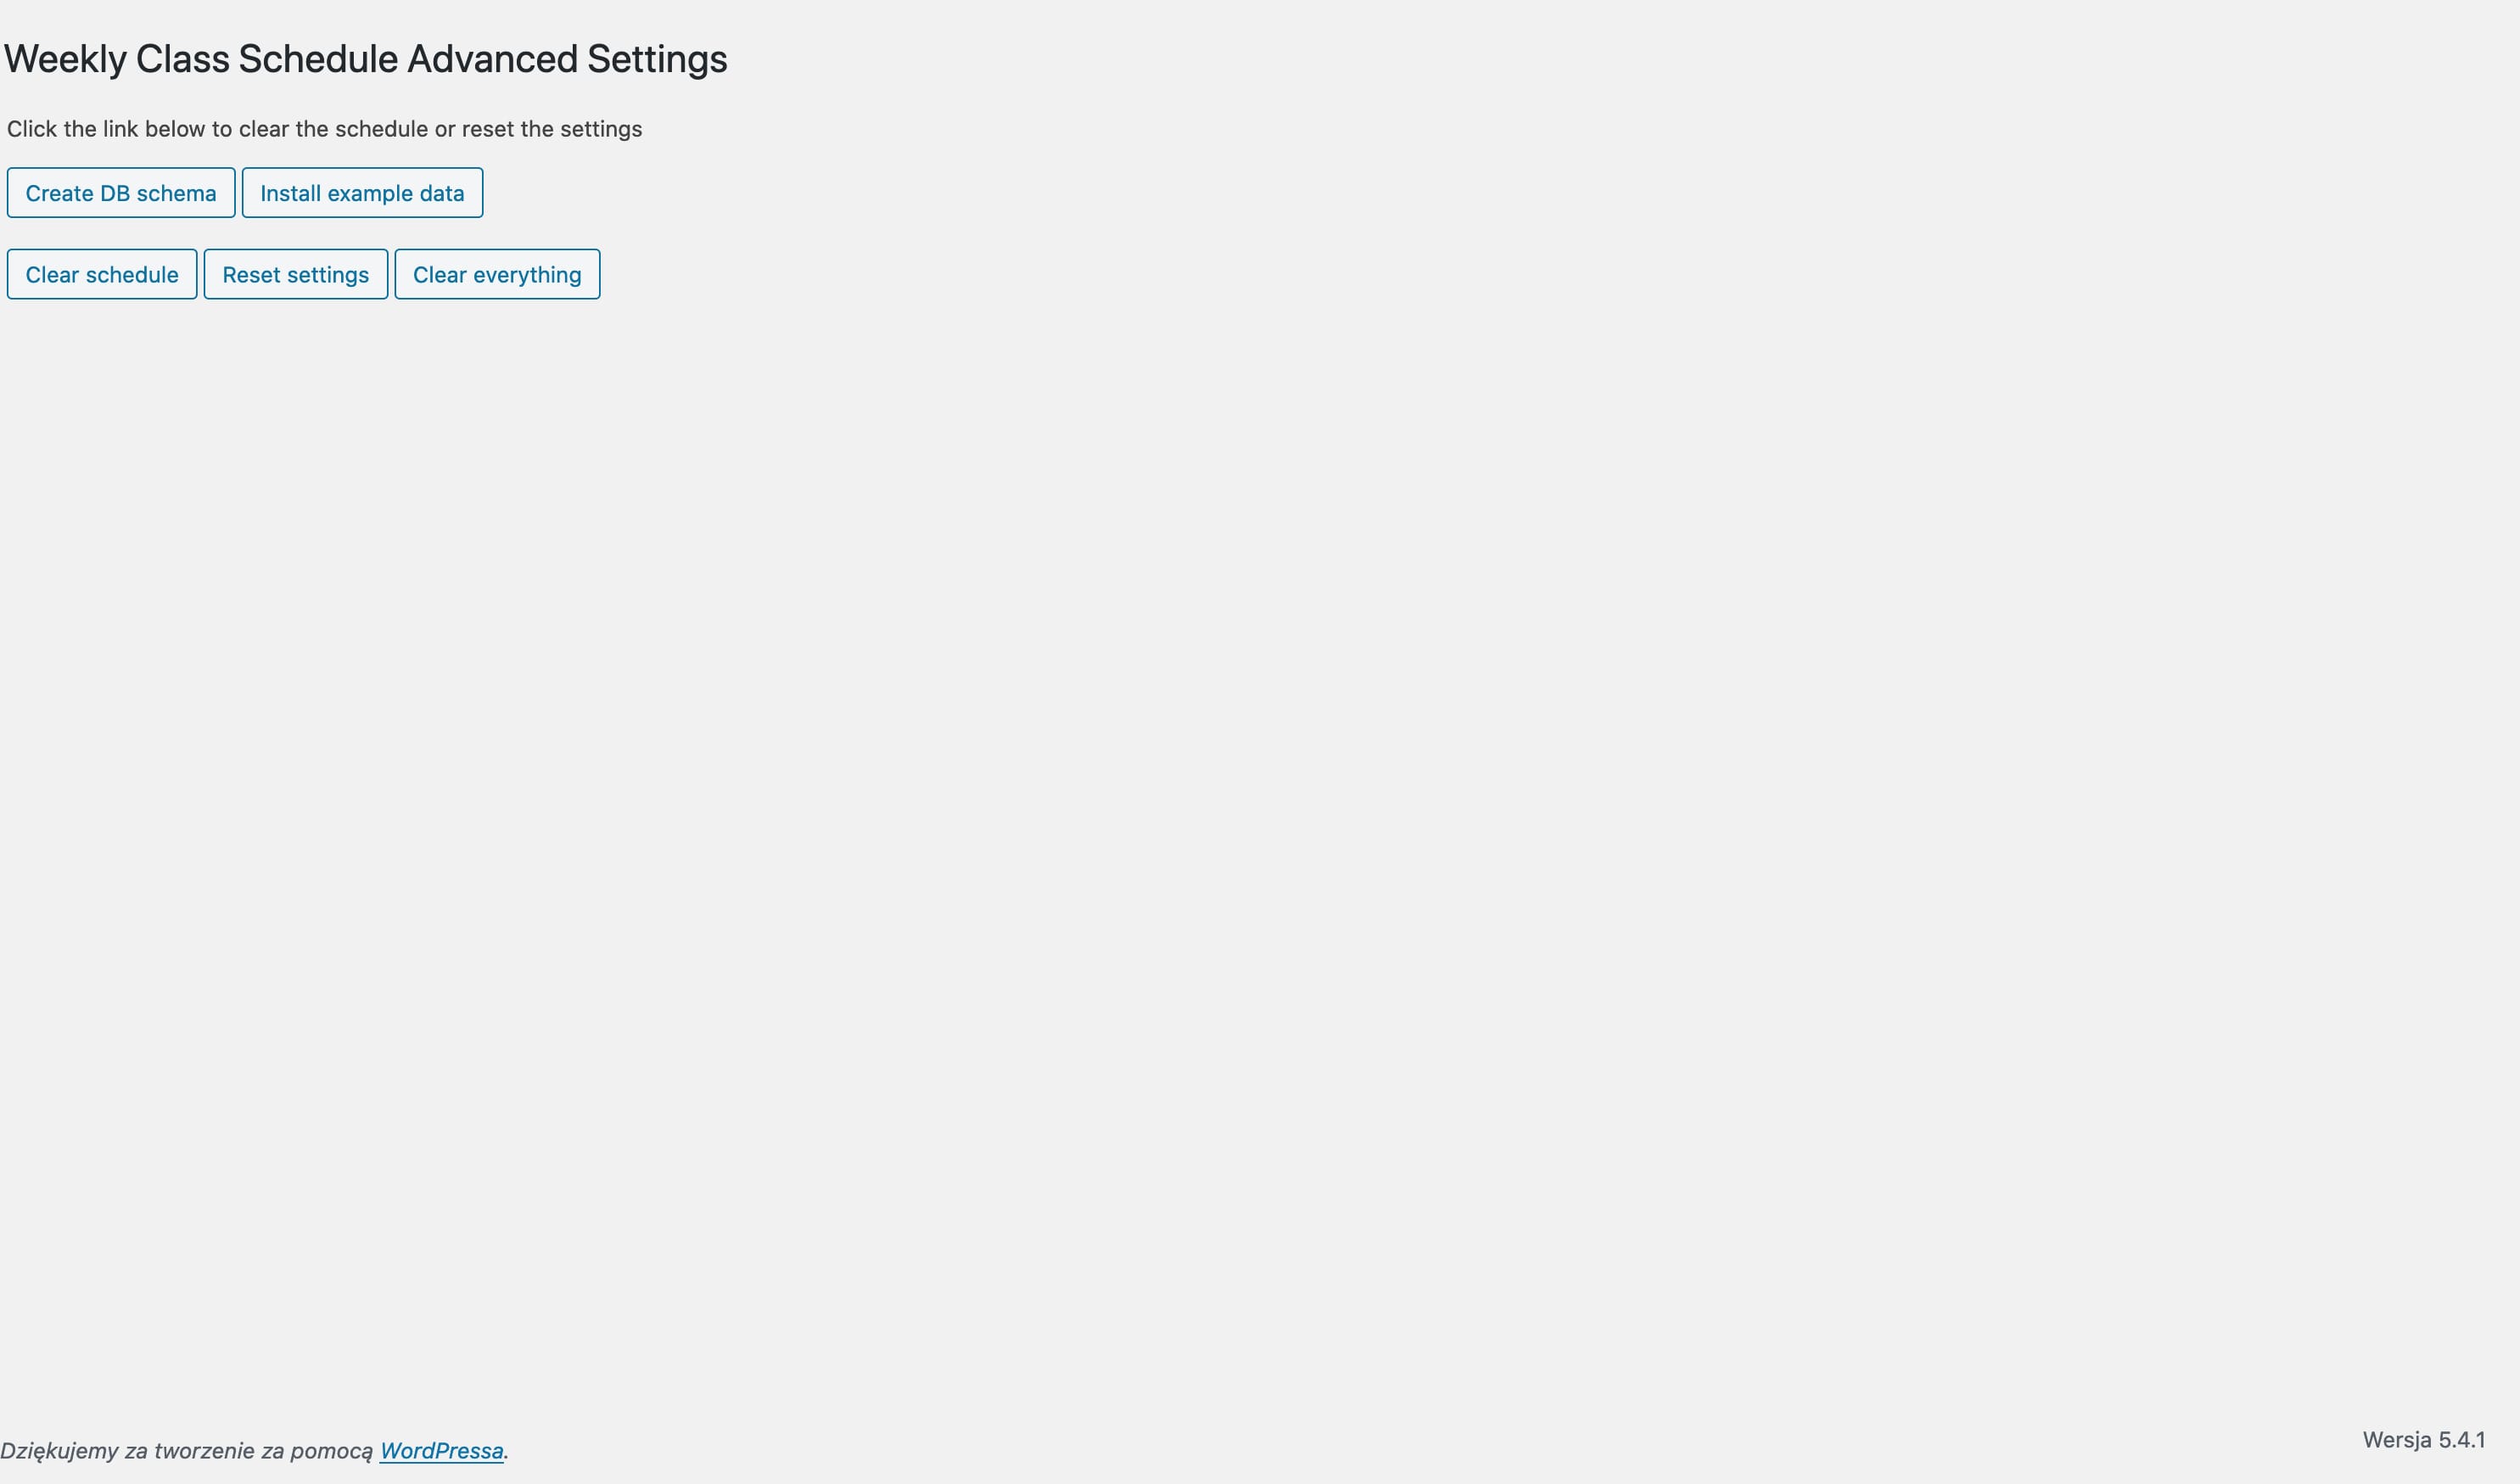 Weekly Class Schedule Advanced Settings
Click the link below to clear the schedule or reset the settings
Create DB schema Install example data
Clear schedule Reset settings Clear everything
Dziękujemy za tworzenie za pomocą WordPressa.
Wersja 5.4.1